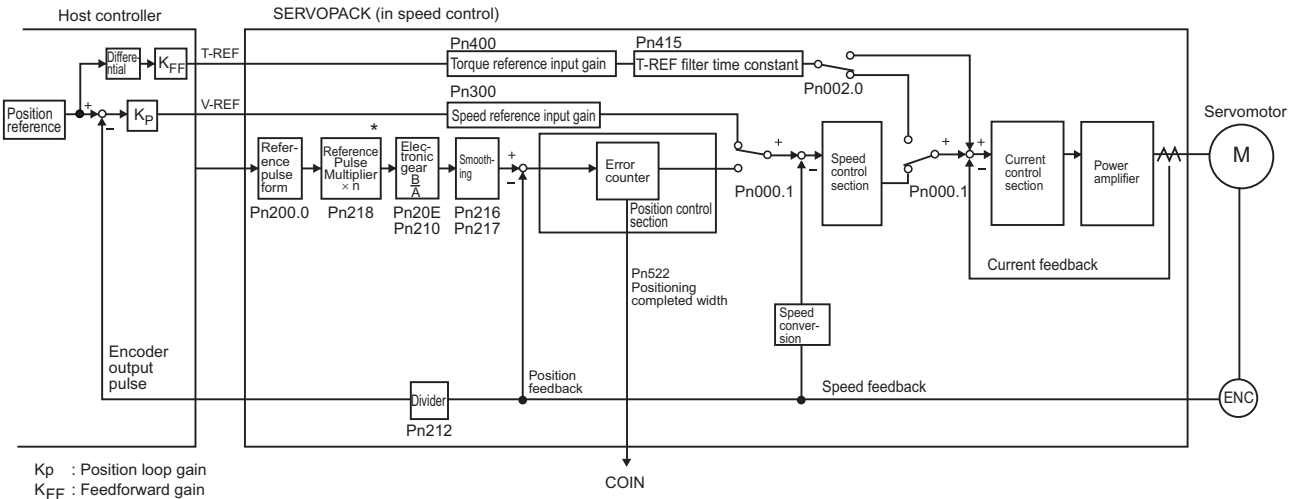 Host controller
SERVOPACK (in speed control)
Differe-
ntial
KFF
T-REF
Pn400
Torque reference input gain
Pn415
T-REF filter time constant
Pn002.0
Position
reference
+
−
KP
V-REF
Pn300
Speed reference input gain
Servomotor
M
*
Refer-
ence
pulse
form
Pn200.0
Reference
Pulse
Multiplier
× n
Pn218
Elec-
tronic
gear
B
A
Pn20E
Pn210
Smooth-
ing
Pn216
Pn217
+
−
Error
counter
Position control
section
Pn000.1
+
−
Speed
control
section
Pn000.1
+
+
−
Current
control
section
Power
amplifier
Current feedback
Pn522
Positioning
completed width
Speed
conver-
sion
Encoder
output
pulse
Position
feedback
Speed feedback
Divider
Pn212
ENC
COIN
Kp : Position loop gain
KFF : Feedforward gain